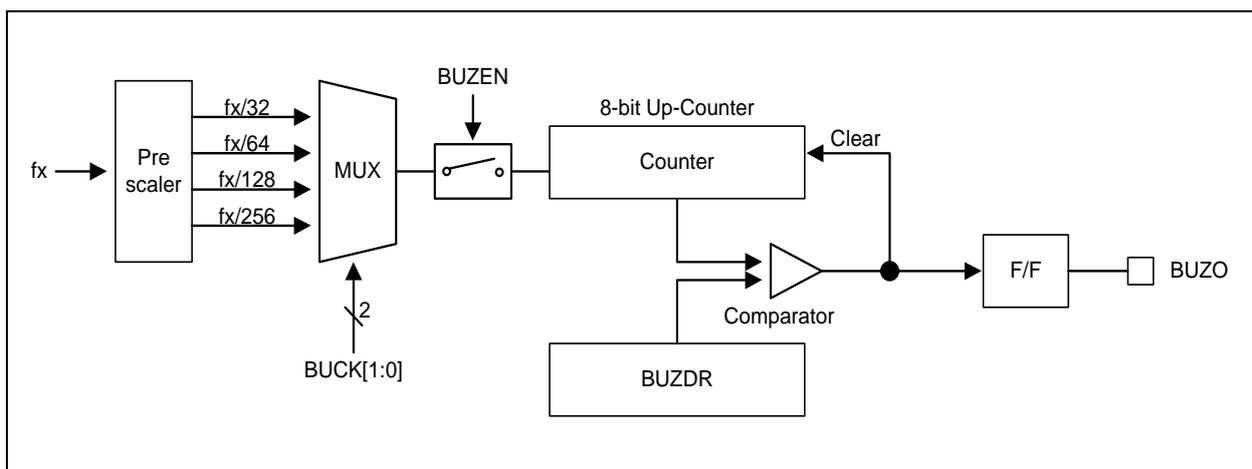 BUZEN
8-bit Up-Counter
fx
Pre
scaler
fx/32
fx/64
fx/128
fx/256
MUX
Counter
Clear
2
BUCK[1:0]
Comparator
BUZDR
F/F
BUZO